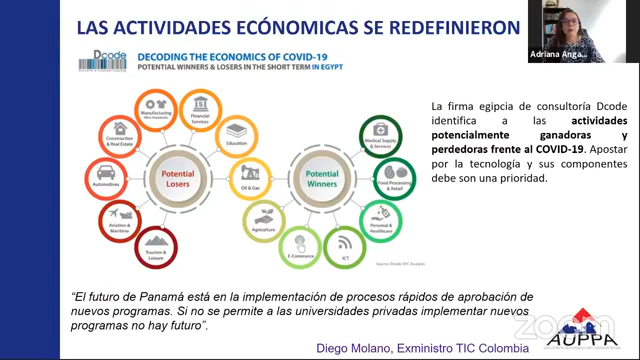 LAS ACTIVIDADES ECÓNOMICAS SE REDEFINIERON
Adriana Anga...
Dcode
DECODING THE ECONOMICS OF COVID-19
POTENTIAL WINNERS & LOSERS IN THE SHORT TERM IN EGYPT
Manufacturing
Financial
Services
Construction
& Real Estate
Education
Automotives
Potential
Losers
Oil & Gas
Aviation &
Maritime
Tourism &
Leisure
Medical Supply
& Services
Potential
Winners
Food Processing
& Retail
Agriculture
Personal &
Healthcare
E-Commerce
ICT
Source: Dcode EFC Analysis
La firma egipcia de consultoría Dcode
identifica a las actividades
potencialmente ganadoras y
perdedoras frente al COVID-19. Apostar
por la tecnología y sus componentes
debe son una prioridad.
“El futuro de Panamá está en la implementación de procesos rápidos de aprobación de
nuevos programas. Si no se permite a las universidades privadas implementar nuevos
programas no hay futuro”.
Diego Molano, Exministro TIC Colombia
zoom
AUPPA